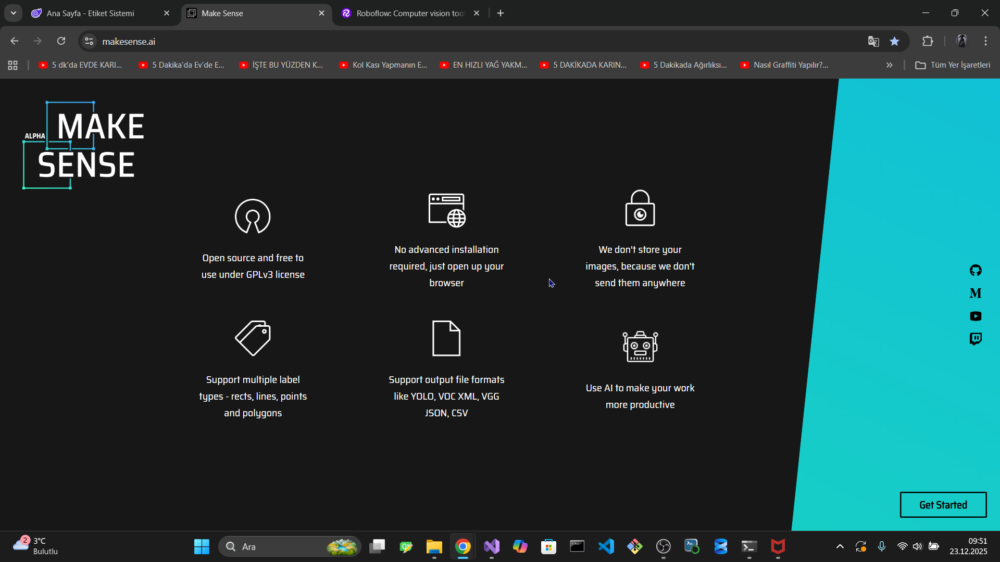 Ana Sayfa - Etiket Sistemi
Make Sense
Roboflow: Computer vision too
makesense.ai
5 dk'da EVDE KARI...
5 Dakika'da Ev'de E...
İŞTE BU YÜZDEN K...
Kol Kası Yapmanın E...
EN HIZLI YAĞ YAKM...
5 DAKİKADA KARIN...
5 Dakikada Ağırlıksı...
Nasıl Graffiti Yapılır?...
Tüm Yer İşaretleri
MAKE
ALPHA
SENSE
Open source and free to
use under GPLv3 license
No advanced installation
required, just open up your
browser
We don't store your
images, because we don't
send them anywhere
Support multiple label
types - rects, lines, points
and polygons
Support output file formats
like YOLO, VOC XML, VGG
JSON, CSV
Use AI to make your work
more productive
M
Get Started
2
3°C
Bulutlu
Ara
09:51
23.12.2025